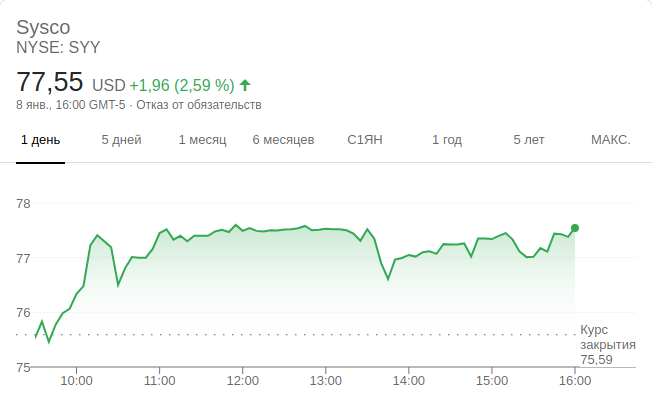 Sysco
NYSE: SYY
77,55 USD +1,96 (2,59 %)
8 янв., 16:00 GMT-5 · Отказ от обязательств
1 день 5 дней 1 месяц 6 месяцев С1ЯН 1 год 5 лет МАКС.
78
77
76
75
Курс
закрытия
75,59
10:00 11:00 12:00 13:00 14:00 15:00 16:00